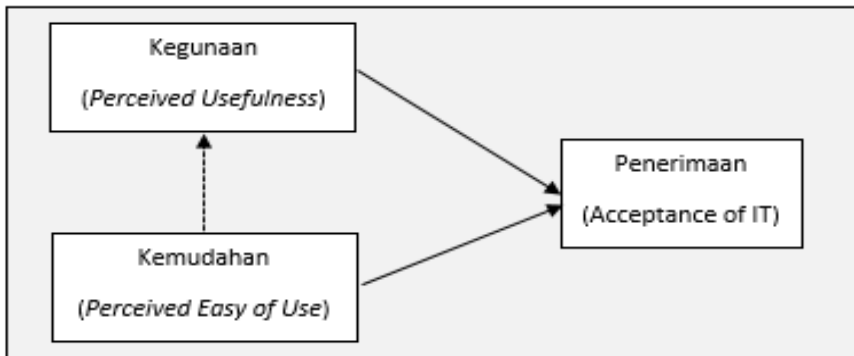 Kegunaan
(Perceived Usefulness)
Penerimaan
(Acceptance of IT)
Kemudahan
(Perceived Easy of Use)